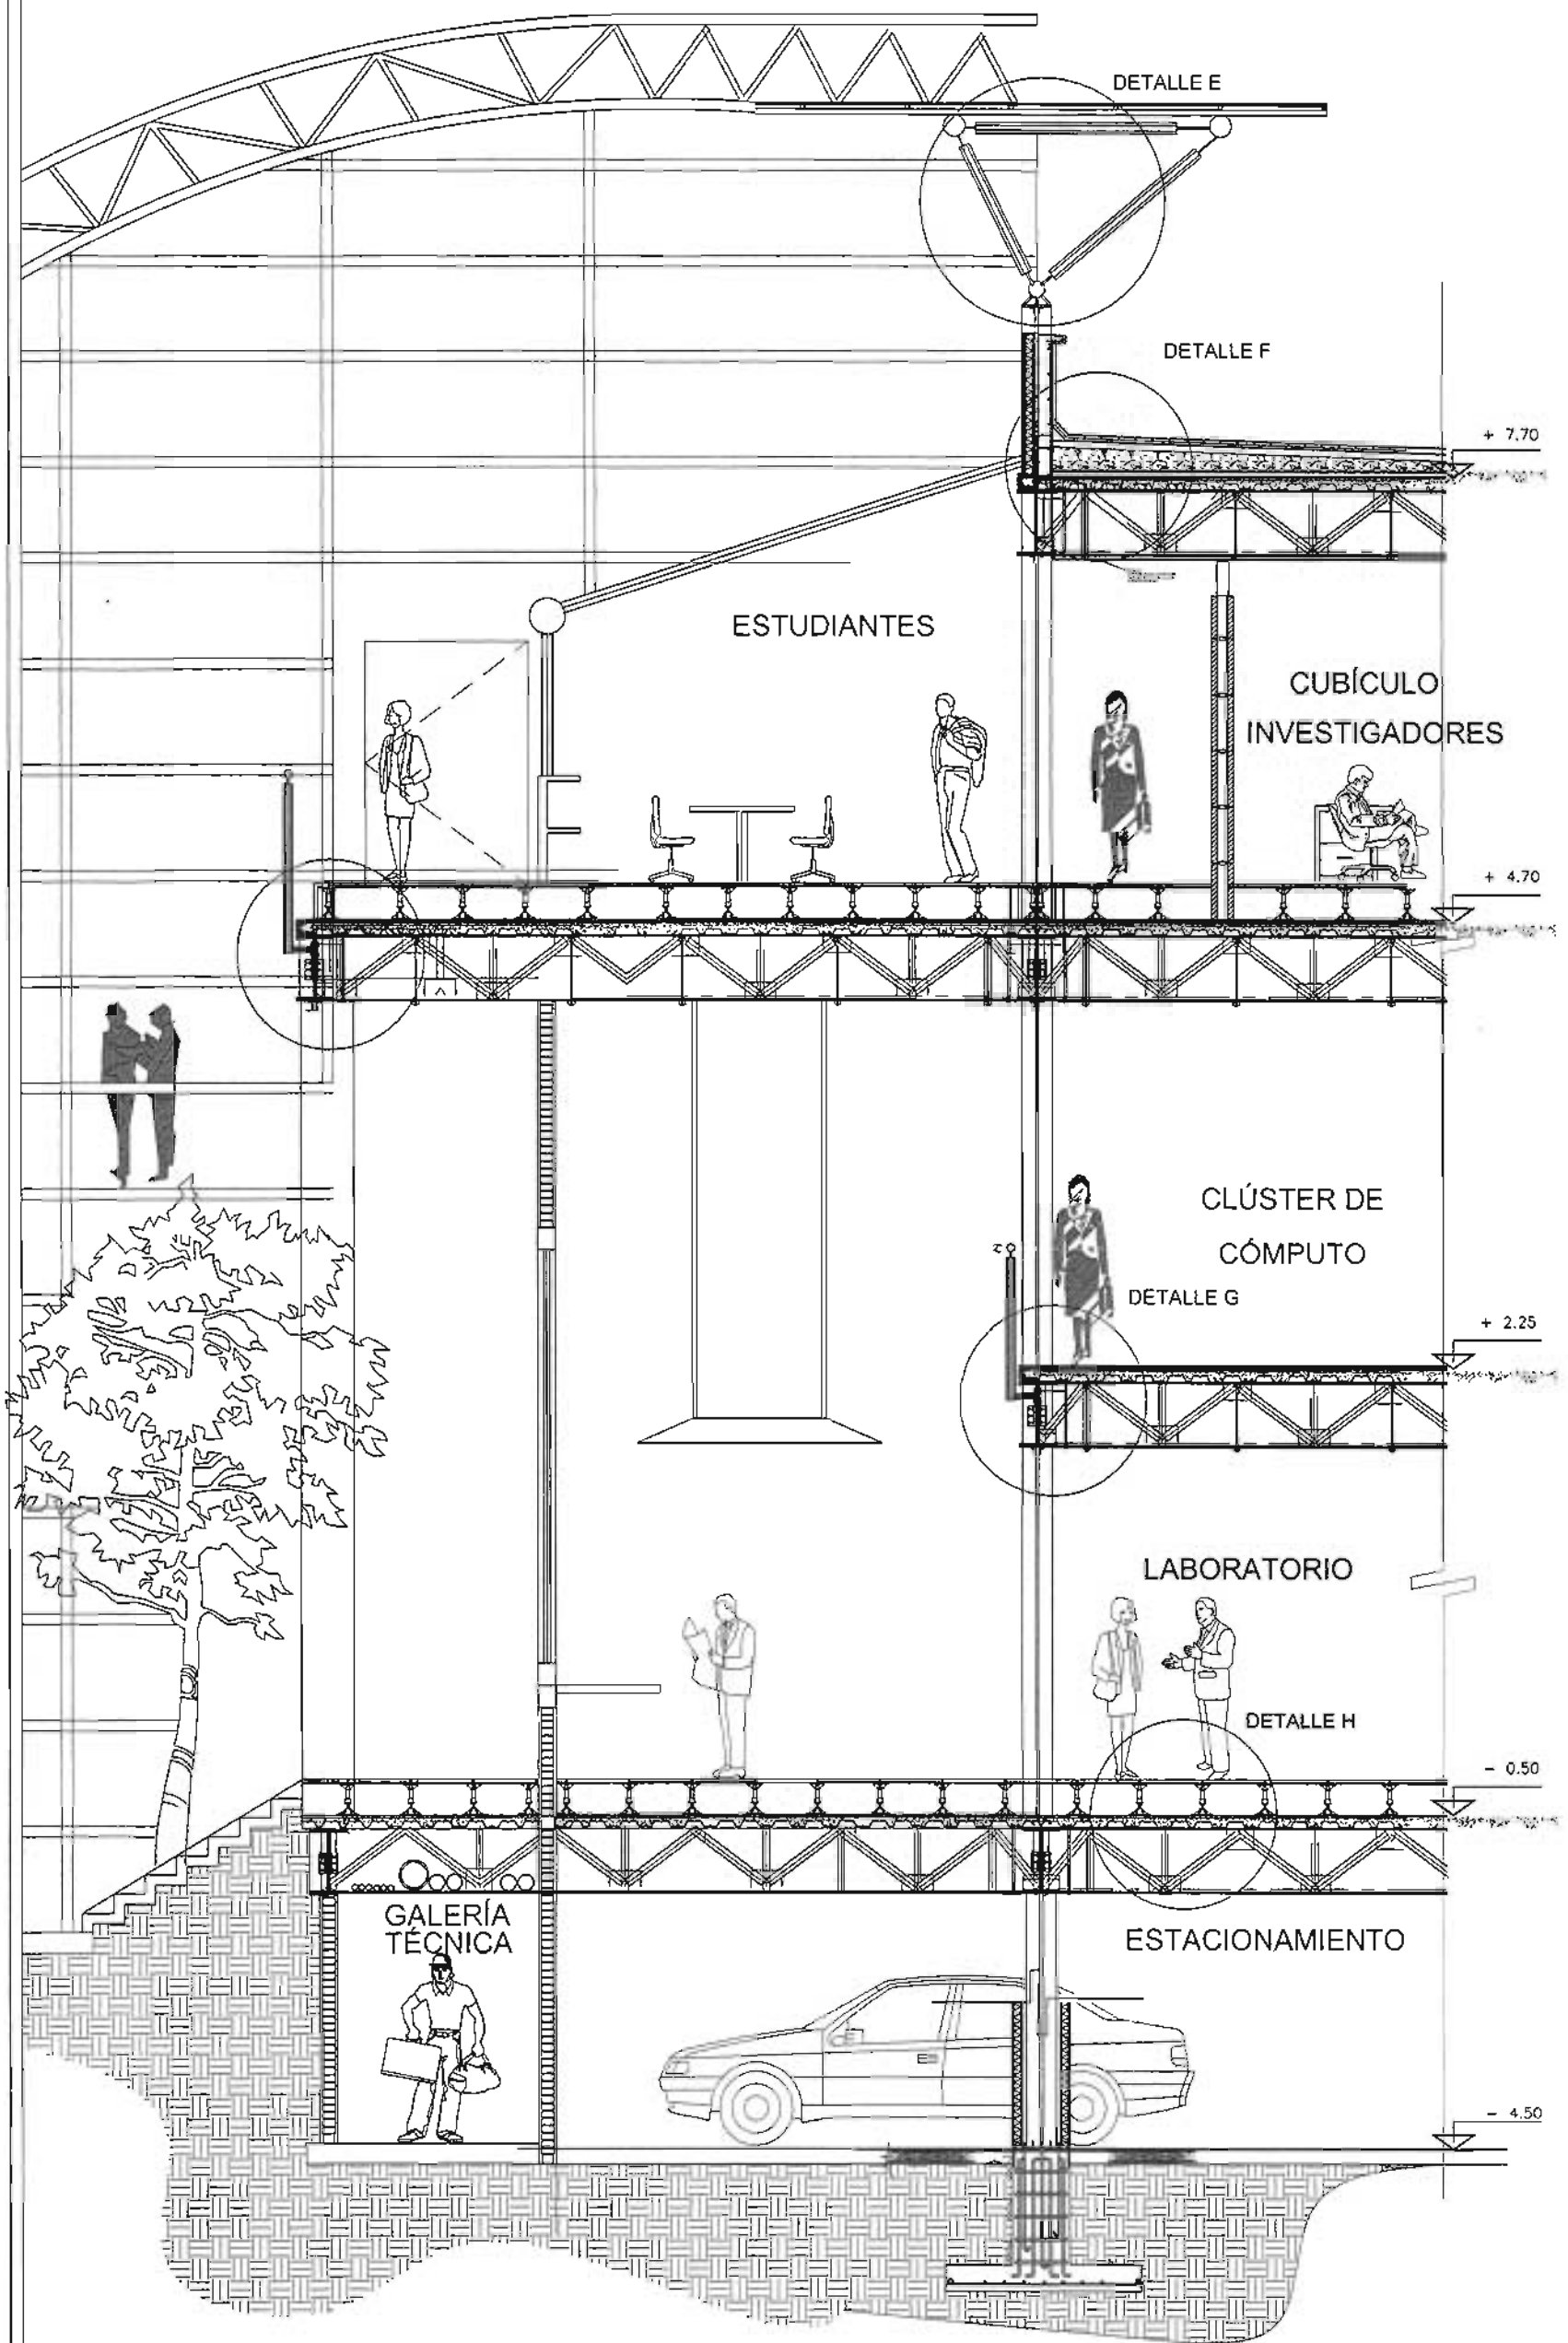 DETALLE E
DETALLE F
+ 7.70
ESTUDIANTES
CUBÍCULO
INVESTIGADORES
+ 4.70
CLÚSTER DE
CÓMPUTO
DETALLE G
+ 2.25
LABORATORIO
DETALLE H
- 0.50
GALERÍA
TÉCNICA
ESTACIONAMIENTO
- 4.50